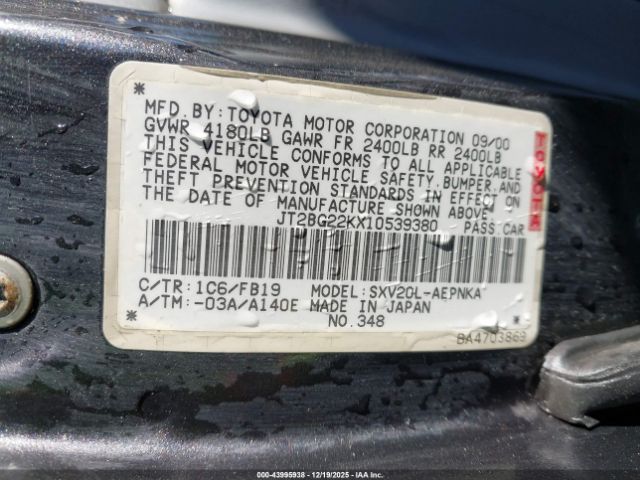 MFD. BY: TOYOTA MOTOR CORPORATION 09/00
GVWR 4180LB GAWR FR 2400LB RR 2400LB
THIS VEHICLE CONFORMS TO ALL APPLICABLE
FEDERAL MOTOR VEHICLE SAFETY, BUMPER, AND
THEFT PREVENTION STANDARDS IN EFFECT ON
THE DATE OF MANUFACTURE SHOWN ABOVE.
JT2BG22KX10539380 PASS CAR
TOYOTA
C/TR: 1C6/FB19 MODEL: SXV20L-AEPNKA
A/TM: -03A/A140E MADE IN JAPAN
NO. 348
BA4703869
000-43995938 - 12/19/2025 - IAAI.COM